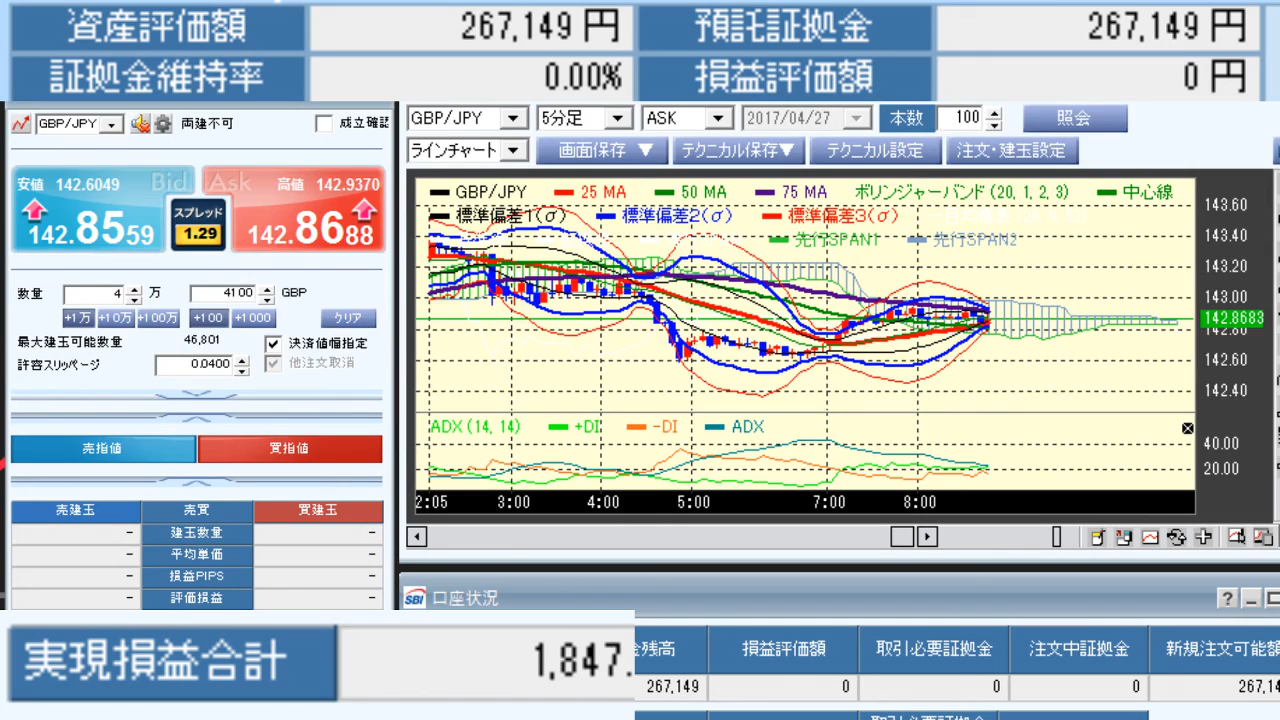 資産評価額 267,149 円 預託証拠金 267,149 円
証拠金維持率 0.00% 損益評価額 0 円
GBP/JPY 両建不可 成立確認
GBP/JPY 5分足 ASK 2017/04/27 本数 100 照会
ラインチャート 画面保存 ▼ テクニカル保存▼ テクニカル設定 注文・建玉設定
安値 142.6049 Bid Ask 高値 142.9370
142.8559 スプレッド 1.29 142.8688
数量 4 万 4100 GBP
+1万 +10万 +100万 +100 +1000 クリア
最大建玉可能数量 46,801 決済値幅指定
許容スリッページ 0.0400 他注文取消
売指値 買指値
売建玉 売買 買建玉
- 建玉数量 -
- 平均単価 -
- 損益PIPS -
- 評価損益 -
GBP/JPY 25 MA 50 MA 75 MA ボリンジャーバンド(20, 1, 2, 3) 中心線
標準偏差1(σ) 標準偏差2(σ) 標準偏差3(σ)
先行SPAN1 先行SPAN2
143.60
143.40
143.20
143.00
142.8683
142.80
142.60
142.40
ADX(14, 14) +DI -DI ADX
40.00
20.00
2:05 3:00 4:00 5:00 7:00 8:00
SBI 口座状況
実現損益合計 1,847.
金残高 損益評価額 取引必要証拠金 注文中証拠金 新規注文可能額
267,149 0 0 0 267,14
取引必要証拠金